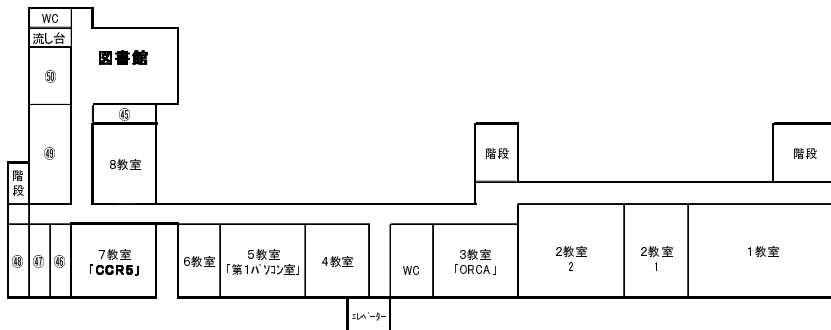 WC
流し台
図書館
㊿
㊺
㊾
8教室
階段
階段
階
段
㊽
㊼
㊻
7教室
「CCR5」
6教室
5教室
「第1パソコン室」
4教室
WC
3教室
「ORCA」
2教室
2
2教室
1
1教室
エレベーター